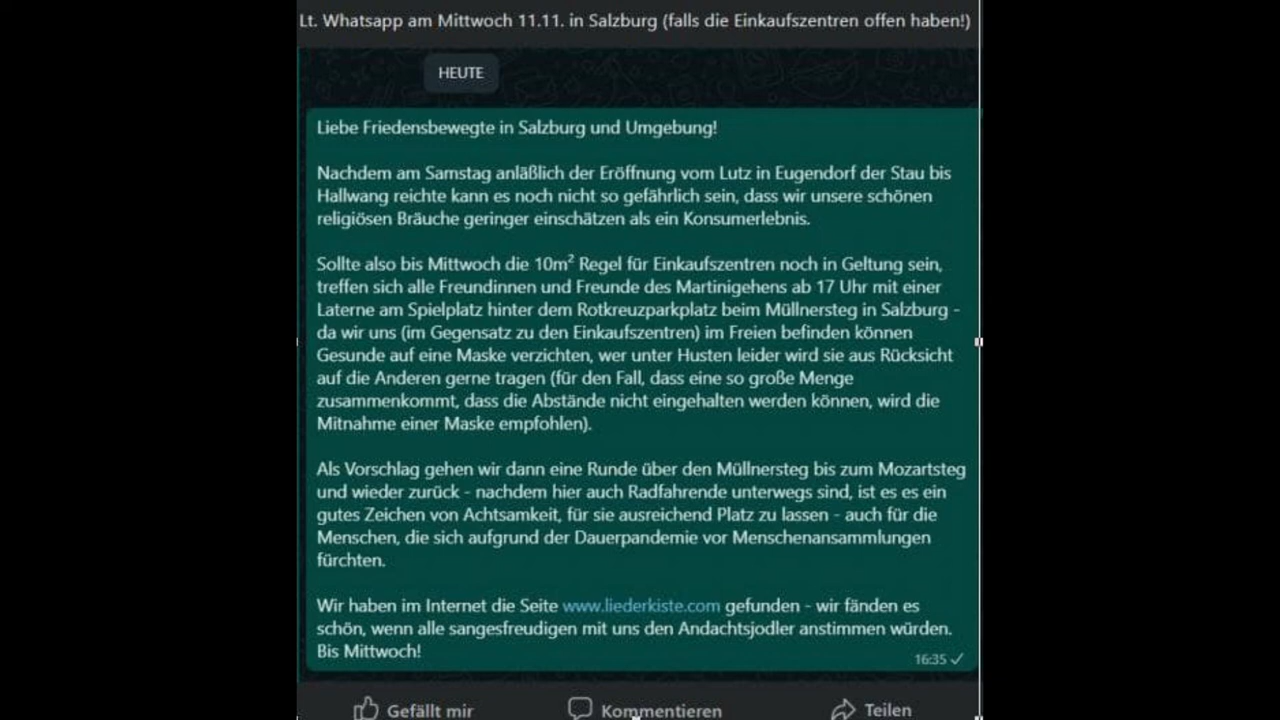 Lt. Whatsapp am Mittwoch 11.11. in Salzburg (falls die Einkaufszentren offen haben!)
HEUTE
Liebe Friedensbewegte in Salzburg und Umgebung!
Nachdem am Samstag anläßlich der Eröffnung vom Lutz in Eugendorf der Stau bis
Hallwang reichte kann es noch nicht so gefährlich sein, dass wir unsere schönen
religiösen Bräuche geringer einschätzen als ein Konsumerlebnis.
Sollte also bis Mittwoch die 10m² Regel für Einkaufszentren noch in Geltung sein,
treffen sich alle Freundinnen und Freunde des Martinigehens ab 17 Uhr mit einer
Laterne am Spielplatz hinter dem Rotkreuzparkplatz beim Müllnersteg in Salzburg -
da wir uns (im Gegensatz zu den Einkaufszentren) im Freien befinden können
Gesunde auf eine Maske verzichten, wer unter Husten leider wird sie aus Rücksicht
auf die Anderen gerne tragen (für den Fall, dass eine so große Menge
zusammenkommt, dass die Abstände nicht eingehalten werden können, wird die
Mitnahme einer Maske empfohlen).
Als Vorschlag gehen wir dann eine Runde über den Müllnersteg bis zum Mozartsteg
und wieder zurück - nachdem hier auch Radfahrende unterwegs sind, ist es es ein
gutes Zeichen von Achtsamkeit, für sie ausreichend Platz zu lassen - auch für die
Menschen, die sich aufgrund der Dauerpandemie vor Menschenansammlungen
fürchten.
Wir haben im Internet die Seite www.liederkiste.com gefunden - wir fänden es
schön, wenn alle sangesfreudigen mit uns den Andachtsjodler anstimmen würden.
Bis Mittwoch!
16:35
Gefällt mir Kommentieren Teilen